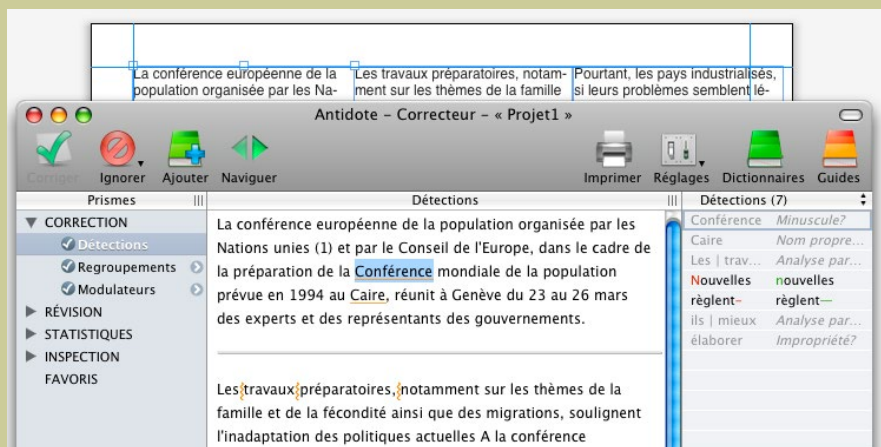 La conférence européenne de la
population organisée par les Na-
Les travaux préparatoires, notam-
ment sur les thèmes de la famille
Pourtant, les pays industrialisés,
si leurs problèmes semblent lé-
Antidote – Correcteur – « Projet1 »
Corriger Ignorer Ajouter Naviguer Imprimer Réglages Dictionnaires Guides
Prismes
CORRECTION
Détections
Regroupements
Modulateurs
RÉVISION
STATISTIQUES
INSPECTION
FAVORIS
Détections
La conférence européenne de la population organisée par les
Nations unies (1) et par le Conseil de l'Europe, dans le cadre de
la préparation de la Conférence mondiale de la population
prévue en 1994 au Caire, réunit à Genève du 23 au 26 mars
des experts et des représentants des gouvernements.
Les travaux préparatoires, notamment sur les thèmes de la
famille et de la fécondité ainsi que des migrations, soulignent
l'inadaptation des politiques actuelles A la conférence
Détections (7)
Conférence Minuscule?
Caire Nom propre...
Les | trav... Analyse par...
Nouvelles nouvelles
règlent– règlent—
ils | mieux Analyse par...
élaborer Impropriété?